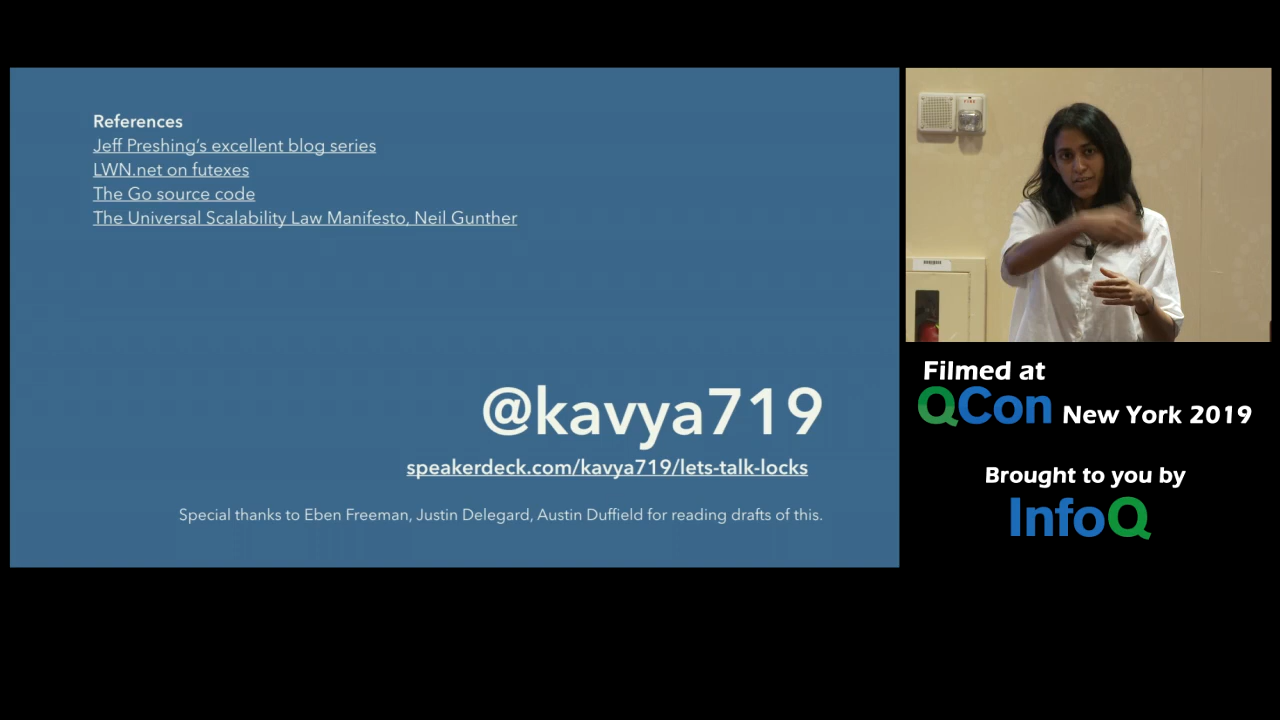 References
Jeff Preshing's excellent blog series
LWN.net on futexes
The Go source code
The Universal Scalability Law Manifesto, Neil Gunther
@kavya719
speakerdeck.com/kavya719/lets-talk-locks
Special thanks to Eben Freeman, Justin Delegard, Austin Duffield for reading drafts of this.
FIRE
Filmed at
QCon New York 2019
Brought to you by
InfoQ